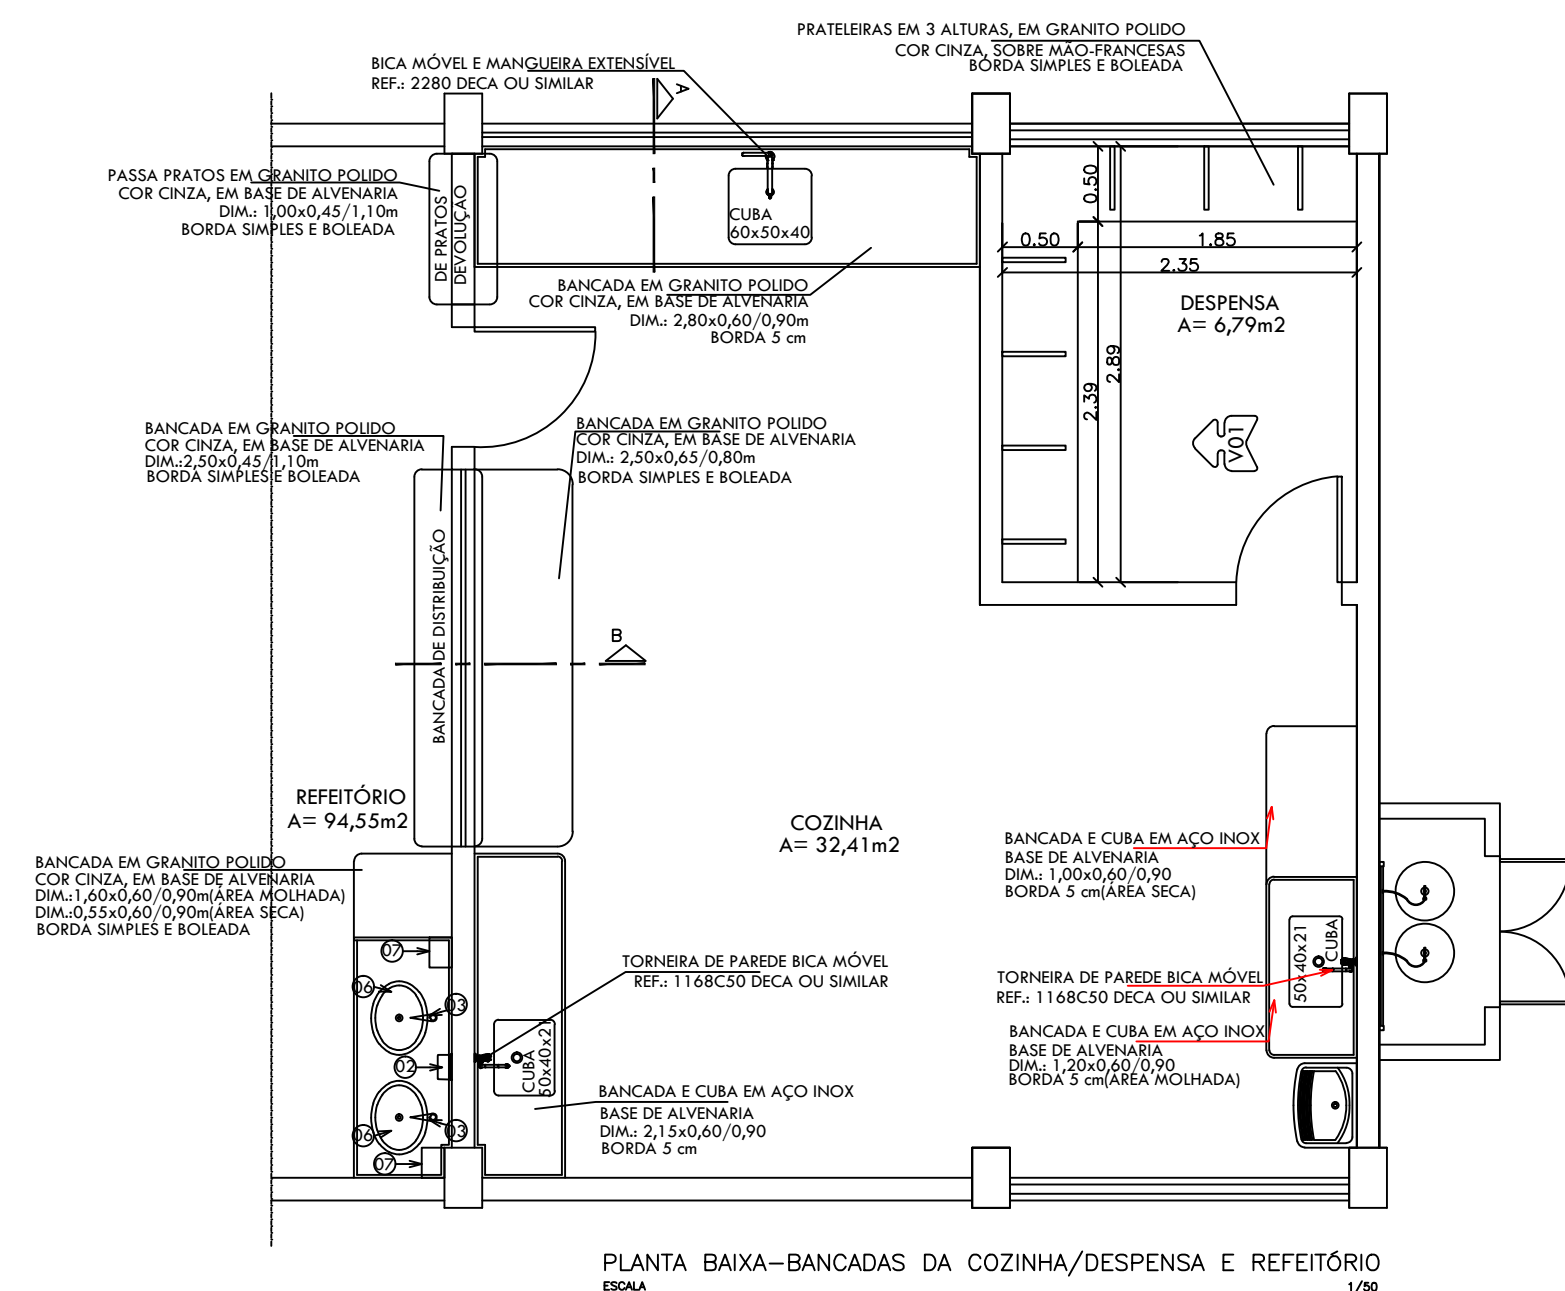 PRATELEIRAS EM 3 ALTURAS, EM GRANITO POLIDO
COR CINZA, SOBRE MÃO-FRANCESAS
BORDA SIMPLES E BOLEADA
BICA MÓVEL E MANGUEIRA EXTENSÍVEL
REF.: 2280 DECA OU SIMILAR
A
PASSA PRATOS EM GRANITO POLIDO
COR CINZA, EM BASE DE ALVENARIA
DIM.: 1,00x0,45/1,10m
BORDA SIMPLES E BOLEADA
DE PRATOS
DEVOLUÇAO
CUBA
60x50x40
BANCADA EM GRANITO POLIDO
COR CINZA, EM BASE DE ALVENARIA
DIM.: 2,80x0,60/0,90m
BORDA 5 cm
0.50
0.50
1.85
2.35
DESPENSA
A= 6,79m2
2.89
2.39
V01
BANCADA EM GRANITO POLIDO
COR CINZA, EM BASE DE ALVENARIA
DIM.:2,50x0,45/1,10m
BORDA SIMPLES E BOLEADA
BANCADA EM GRANITO POLIDO
COR CINZA, EM BASE DE ALVENARIA
DIM.: 2,50x0,65/0,80m
BORDA SIMPLES E BOLEADA
BANCADA DE DISTRIBUIÇÃO
B
REFEITÓRIO
A= 94,55m2
COZINHA
A= 32,41m2
BANCADA EM GRANITO POLIDO
COR CINZA, EM BASE DE ALVENARIA
DIM.:1,60x0,60/0,90m(ÁREA MOLHADA)
DIM.:0,55x0,60/0,90m(ÁREA SECA)
BORDA SIMPLES E BOLEADA
BANCADA E CUBA EM AÇO INOX
BASE DE ALVENARIA
DIM.: 1,00x0,60/0,90
BORDA 5 cm(ÁREA SECA)
07
06
03
02
06
03
07
TORNEIRA DE PAREDE BICA MÓVEL
REF.: 1168C50 DECA OU SIMILAR
CUBA
50x40x21
TORNEIRA DE PAREDE BICA MÓVEL
REF.: 1168C50 DECA OU SIMILAR
50x40x21
CUBA
BANCADA E CUBA EM AÇO INOX
BASE DE ALVENARIA
DIM.: 1,20x0,60/0,90
BORDA 5 cm(ÁREA MOLHADA)
BANCADA E CUBA EM AÇO INOX
BASE DE ALVENARIA
DIM.: 2,15x0,60/0,90
BORDA 5 cm
PLANTA BAIXA-BANCADAS DA COZINHA/DESPENSA E REFEITÓRIO
ESCALA 1/50